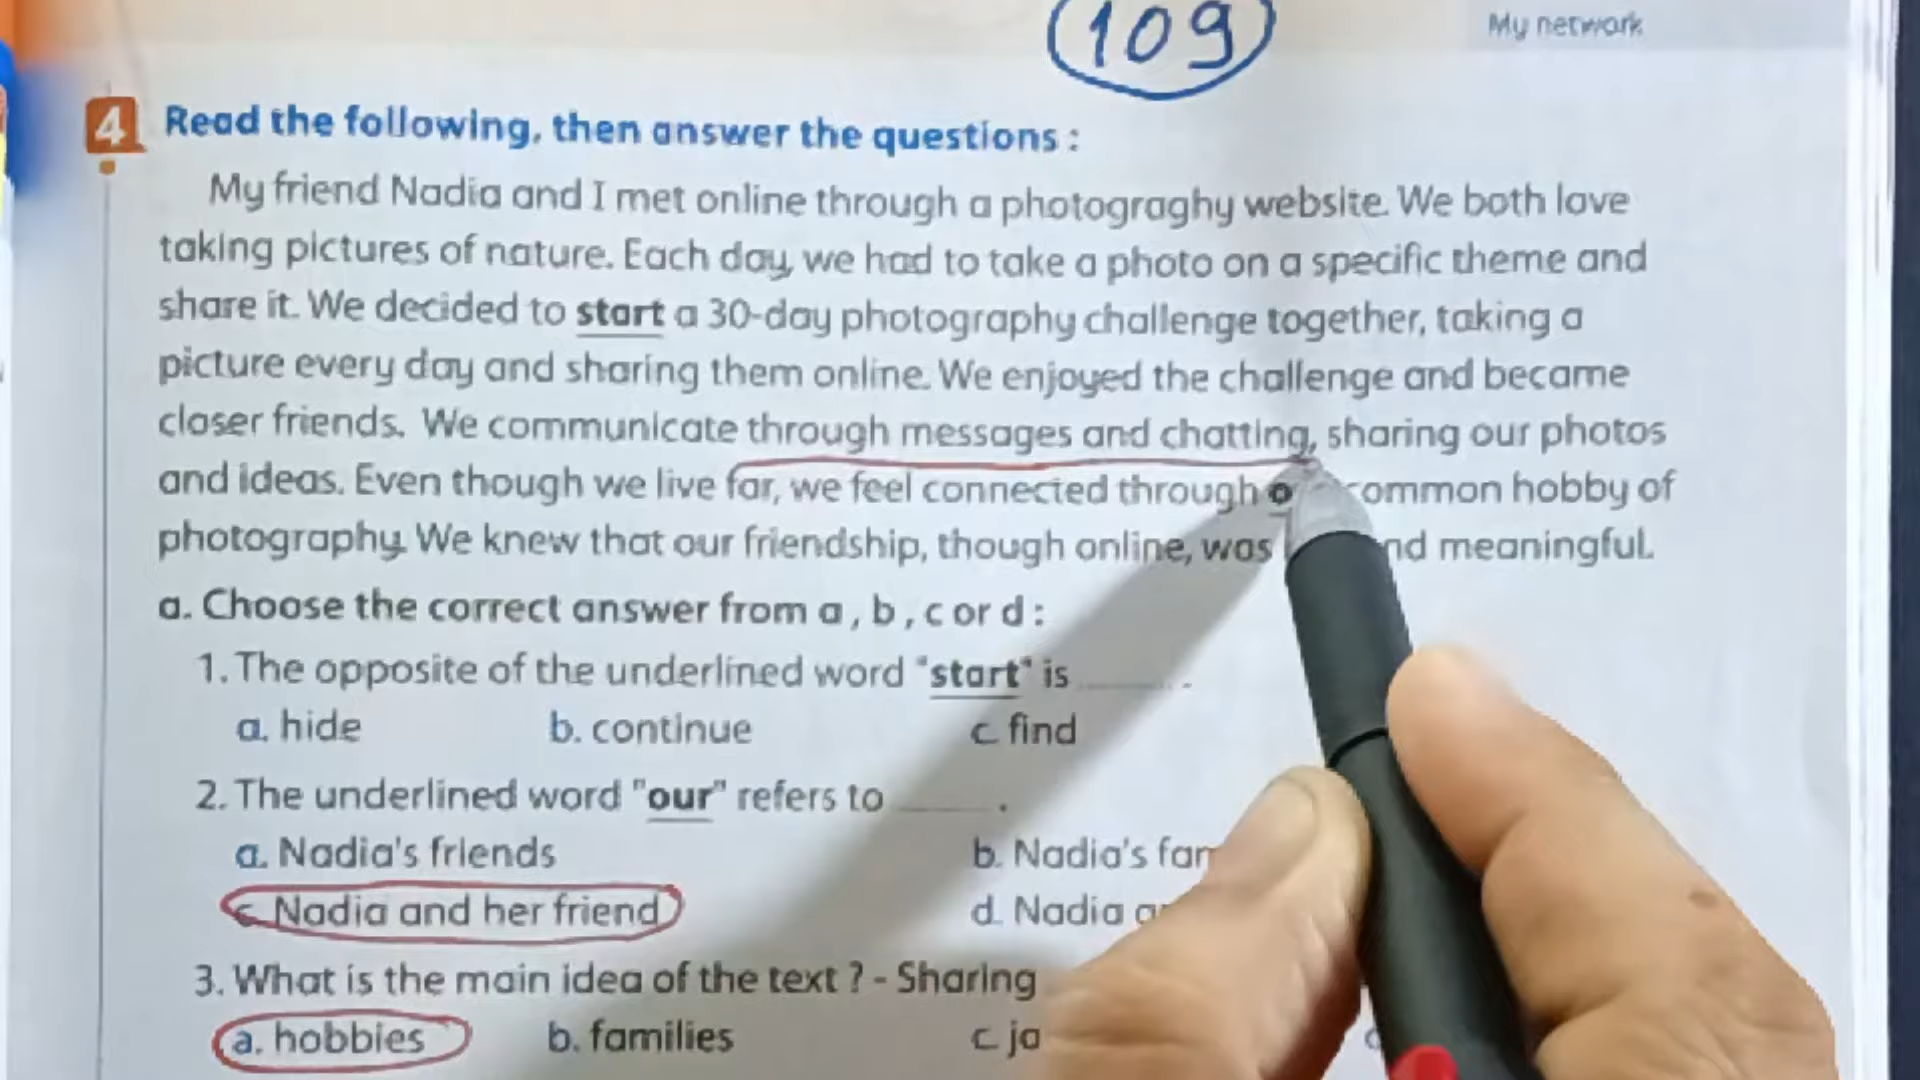 109
My network
4 Read the following, then answer the questions :
My friend Nadia and I met online through a photograghy website. We both love
taking pictures of nature. Each day, we had to take a photo on a specific theme and
share it. We decided to start a 30-day photography challenge together, taking a
picture every day and sharing them online. We enjoyed the challenge and became
closer friends. We communicate through messages and chatting, sharing our photos
and ideas. Even though we live far, we feel connected through common hobby of
photography. We knew that our friendship, though online, was meaningful.
a. Choose the correct answer from a , b , c or d :
1. The opposite of the underlined word "start" is ........ .
a. hide b. continue c. find
2. The underlined word "our" refers to ........ .
a. Nadia's friends b. Nadia's
c. Nadia and her friend d. Nadia
3. What is the main idea of the text ? - Sharing
a. hobbies b. families c.